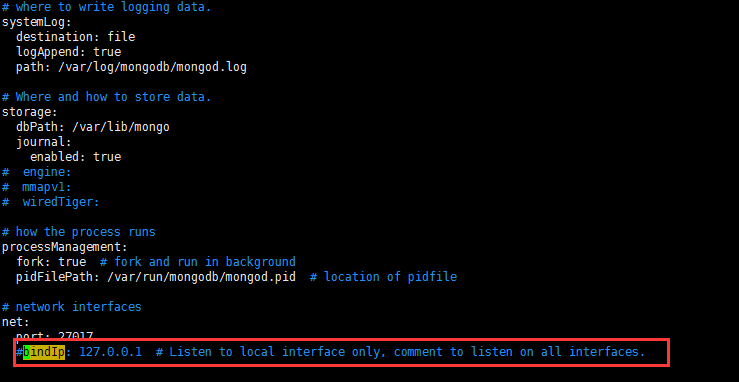 # where to write logging data.
systemLog:
  destination: file
  logAppend: true
  path: /var/log/mongodb/mongod.log

# Where and how to store data.
storage:
  dbPath: /var/lib/mongo
  journal:
    enabled: true
#  engine:
#  mmapv1:
#  wiredTiger:

# how the process runs
processManagement:
  fork: true  # fork and run in background
  pidFilePath: /var/run/mongodb/mongod.pid  # location of pidfile

# network interfaces
net:
  port: 27017
  #bindIp: 127.0.0.1  # Listen to local interface only, comment to listen on all interfaces.